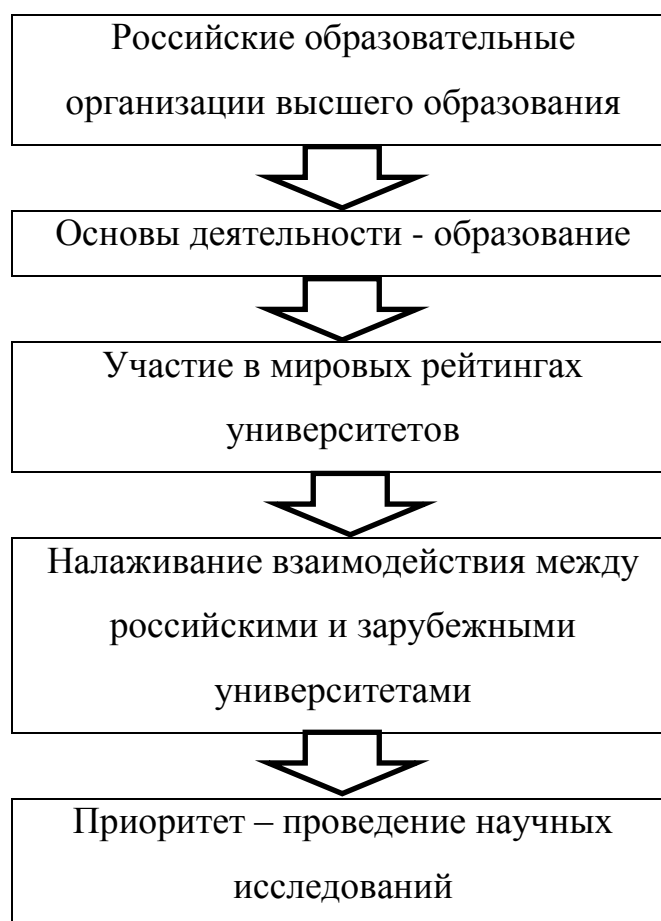 Российские образовательные
организации высшего образования
Основы деятельности - образование
Участие в мировых рейтингах
университетов
Налаживание взаимодействия между
российскими и зарубежными
университетами
Приоритет – проведение научных
исследований